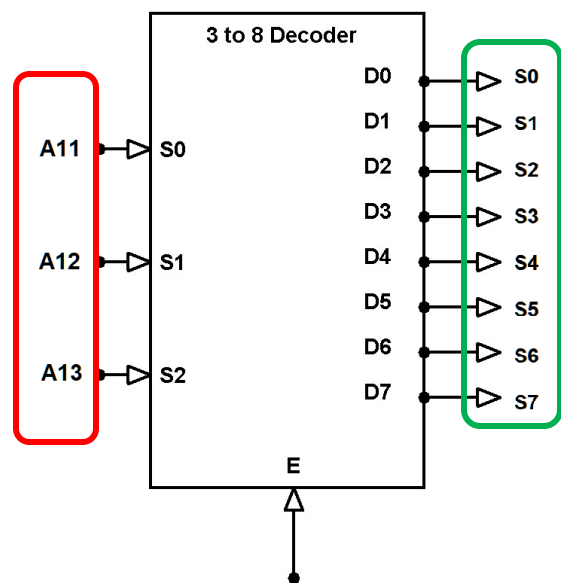 3 to 8 Decoder
D0 S0
D1 S1
A11 S0
D2 S2
D3 S3
A12 S1
D4 S4
D5 S5
D6 S6
A13 S2
D7 S7
E